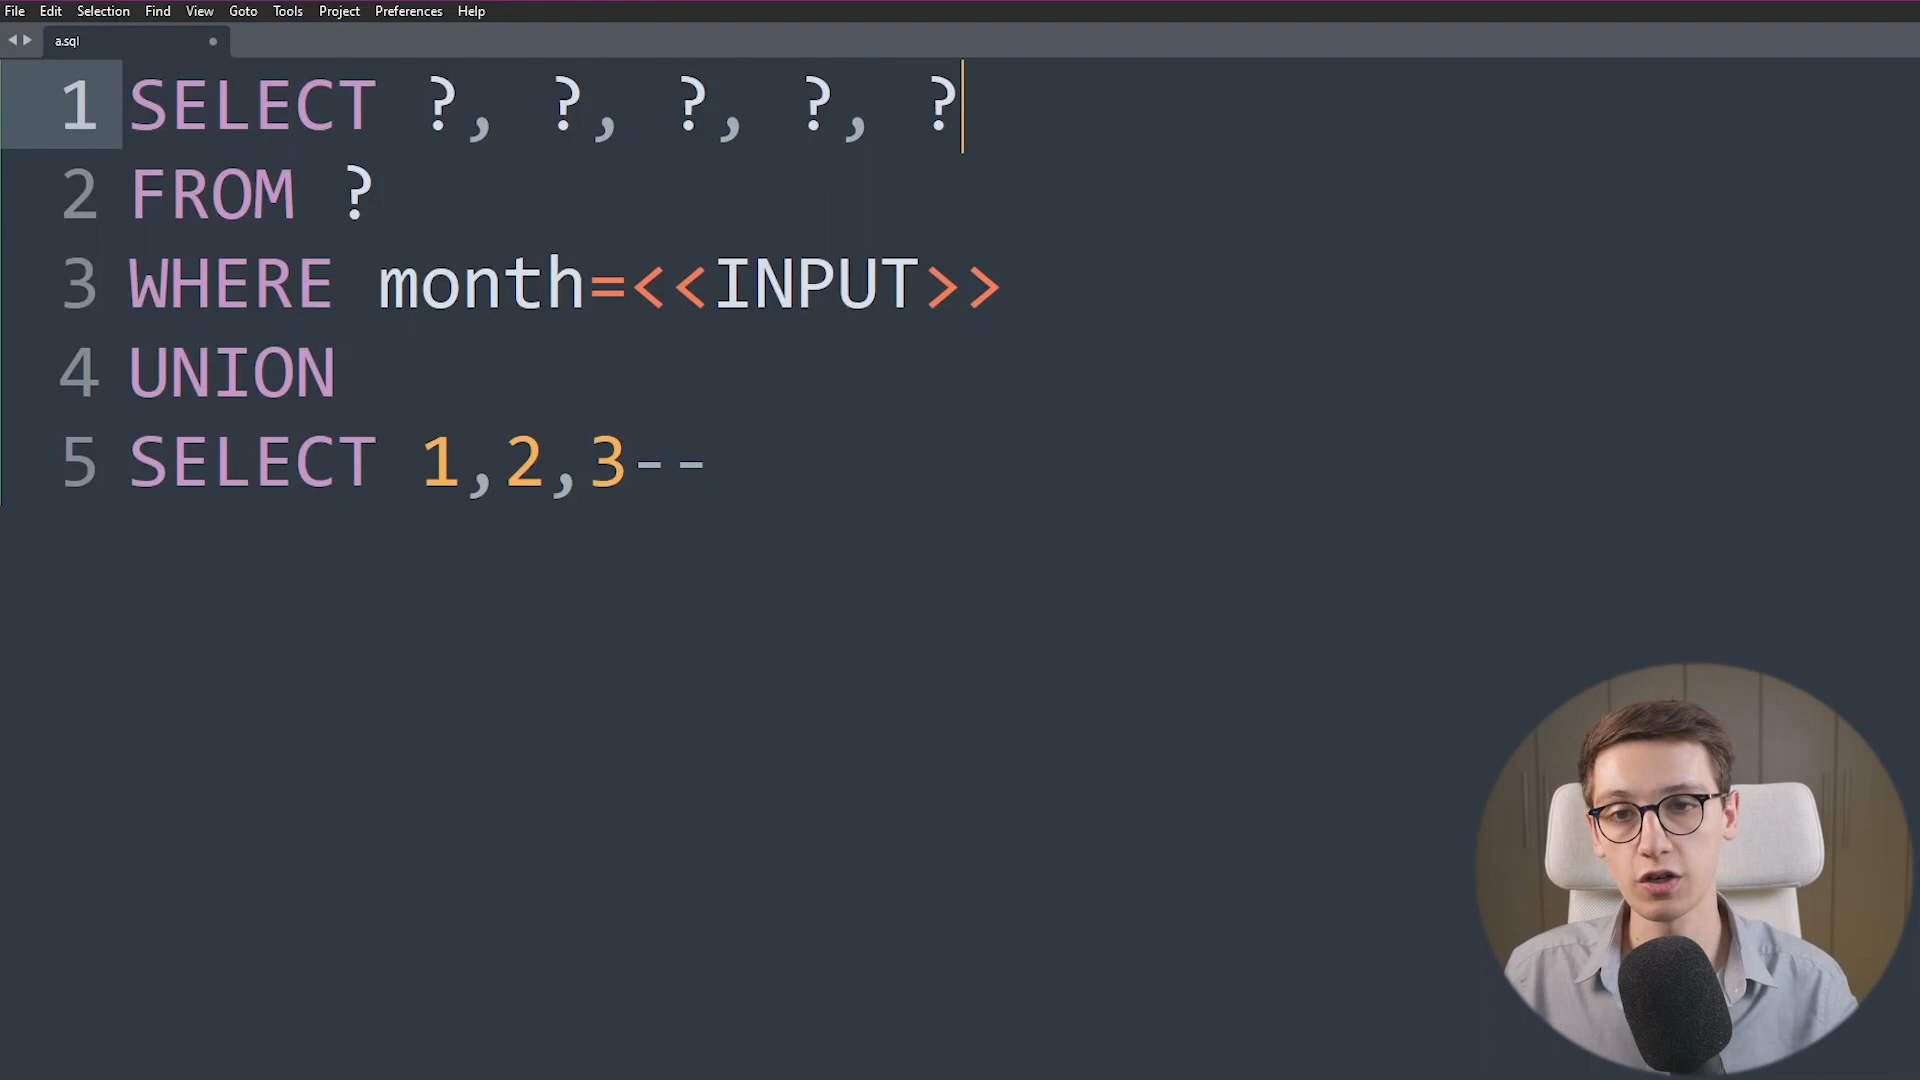 File Edit Selection Find View Goto Tools Project Preferences Help
a.sql
1 SELECT ?, ?, ?, ?, ?
2 FROM ?
3 WHERE month=<<INPUT>>
4 UNION
5 SELECT 1,2,3--